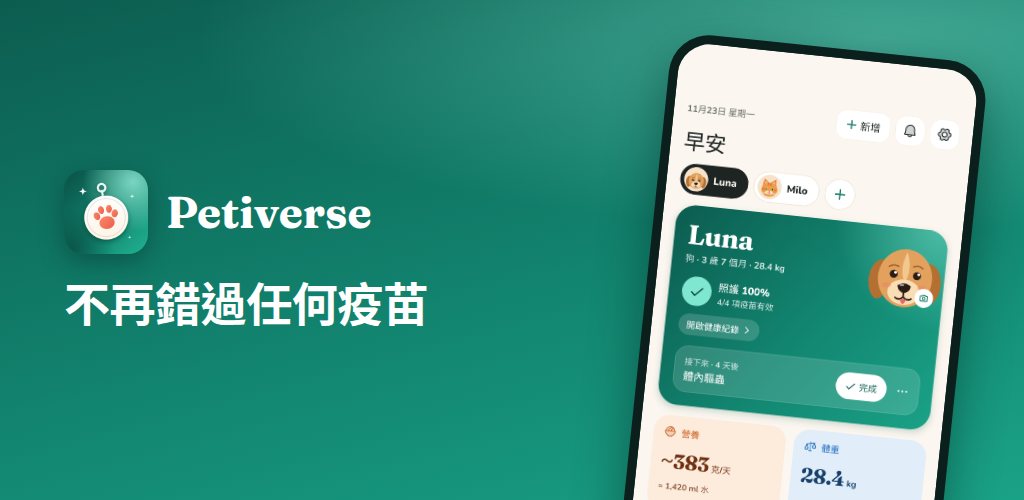 Petiverse
不再錯過任何疫苗
11月23日 星期一
+ 新增
早安
Luna
Milo
+
Luna
狗 · 3 歲 7 個月 · 28.4 kg
照護 100%
4/4 項疫苗有效
開啟健康紀錄 >
接下來 · 4 天後
體內驅蟲
完成
...
營養
~383 克/天
≈ 1,420 ml 水
體重
28.4 kg